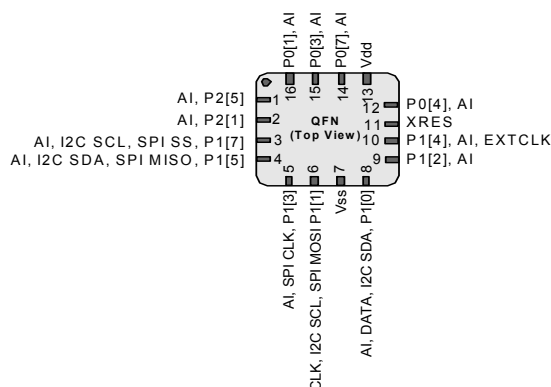 P0[1], AI
P0[3], AI
P0[7], AI
Vdd
16
15
14
13
AI, P2[5]
1
AI, P2[1]
2
AI, I2C SCL, SPI SS, P1[7]
3
AI, I2C SDA, SPI MISO, P1[5]
4
QFN
(Top View)
12
P0[4], AI
11
XRES
10
P1[4], AI, EXTCLK
9
P1[2], AI
5
6
7
8
AI, SPI CLK, P1[3]
CLK, I2C SCL, SPI MOSI P1[1]
Vss
AI, DATA, I2C SDA, P1[0]